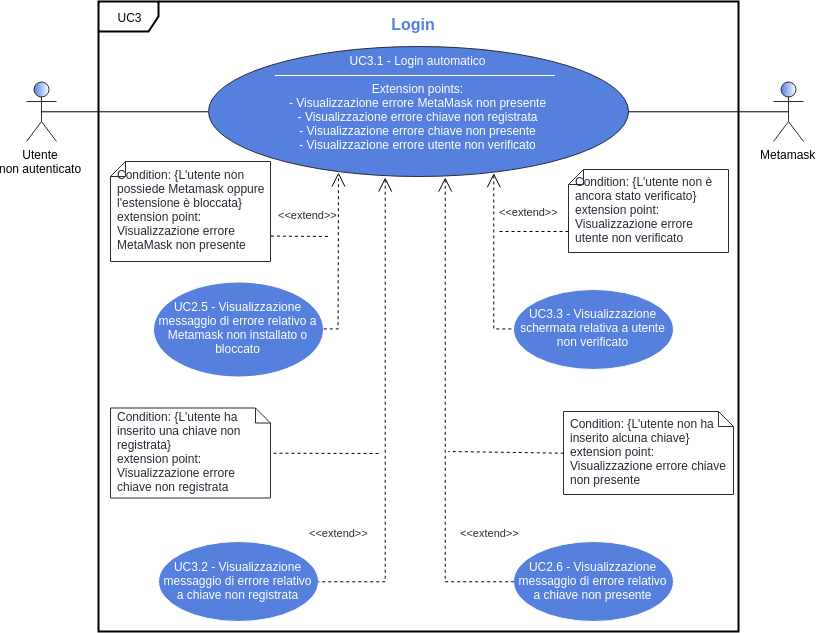 UC3
Login
UC3.1 - Login automatico
Extension points:
- Visualizzazione errore MetaMask non presente
- Visualizzazione errore chiave non registrata
- Visualizzazione errore chiave non presente
- Visualizzazione errore utente non verificato
Utente
non autenticato
Metamask
Condition: {L'utente non
possiede Metamask oppure
l'estensione è bloccata}
extension point:
Visualizzazione errore
MetaMask non presente
<<extend>>
<<extend>>
Condition: {L'utente non è
ancora stato verificato}
extension point:
Visualizzazione errore
utente non verificato
UC2.5 - Visualizzazione
messaggio di errore relativo a
Metamask non installato o
bloccato
UC3.3 - Visualizzazione
schermata relativa a utente
non verificato
Condition: {L'utente ha
inserito una chiave non
registrata}
extension point:
Visualizzazione errore
chiave non registrata
Condition: {L'utente non ha
inserito alcuna chiave}
extension point:
Visualizzazione errore chiave
non presente
<<extend>>
<<extend>>
UC3.2 - Visualizzazione
messaggio di errore relativo
a chiave non registrata
UC2.6 - Visualizzazione
messaggio di errore relativo
a chiave non presente